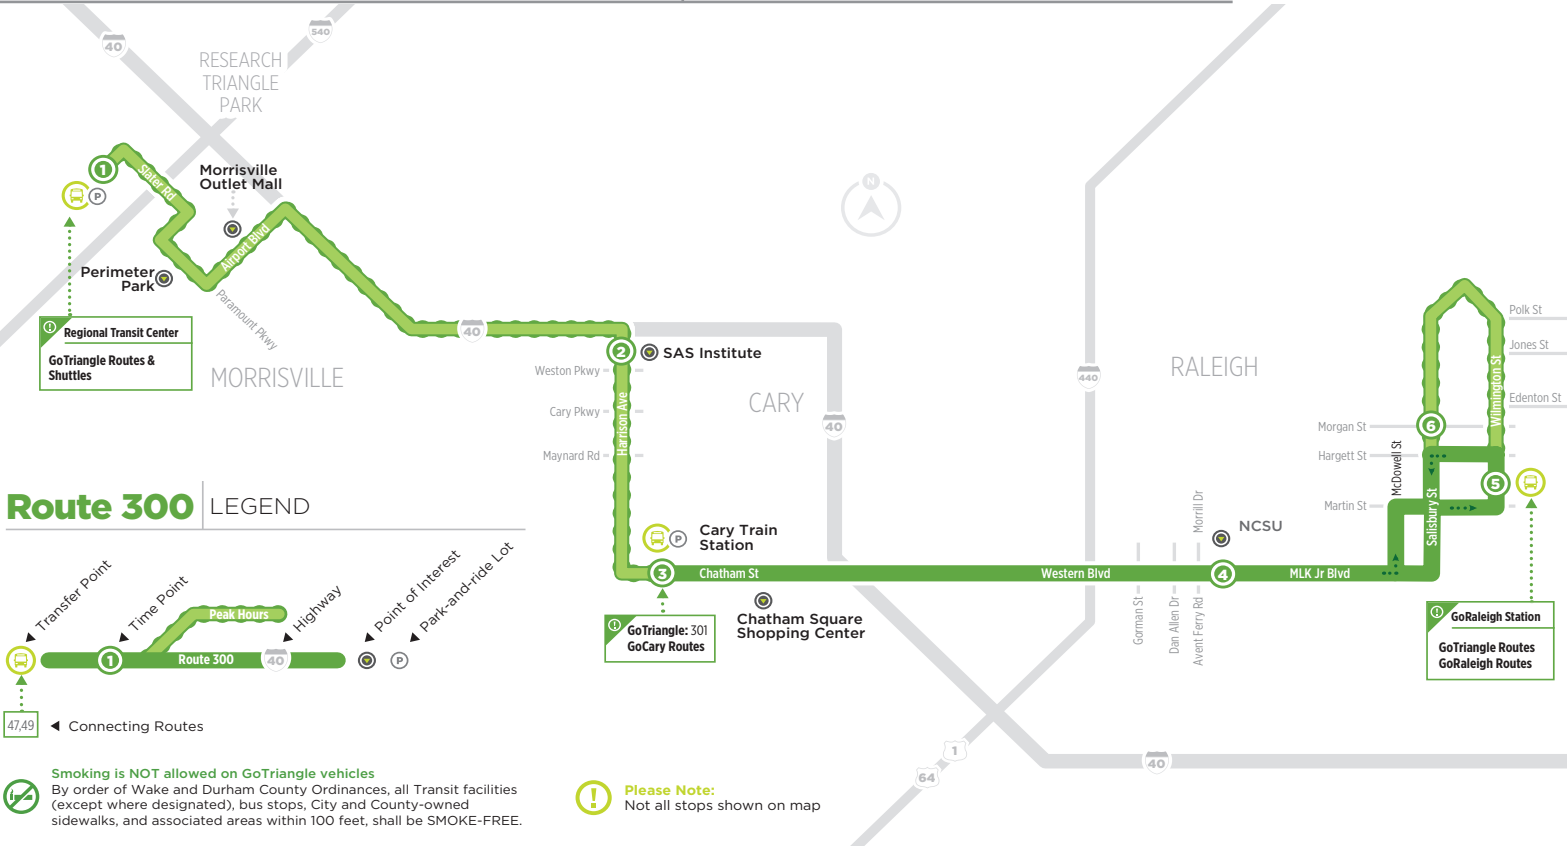 40
540
RESEARCH
TRIANGLE
PARK
1
Slater Rd
P
Morrisville
Outlet Mall
Airport Blvd
Perimeter
Park
Paramount Pkwy
Regional Transit Center
GoTriangle Routes &
Shuttles
MORRISVILLE
40
2
SAS Institute
Weston Pkwy
Cary Pkwy
Maynard Rd
Harrison Ave
CARY
40
N
440
RALEIGH
Polk St
Jones St
Edenton St
Wilmington St
6
Morgan St
Hargett St
McDowell St
Martin St
Salisbury St
5
Cary Train
Station
P
3
Chatham St
Western Blvd
4
MLK Jr Blvd
NCSU
Morrill Dr
Gorman St
Dan Allen Dr
Avent Ferry Rd
Chatham Square
Shopping Center
GoTriangle: 301
GoCary Routes
GoRaleigh Station
GoTriangle Routes
GoRaleigh Routes
1
64
40
Route 300 LEGEND
Transfer Point
Time Point
Peak Hours
Highway
Point of Interest
Park-and-ride Lot
1
Route 300
40
P
47,49
Connecting Routes
Smoking is NOT allowed on GoTriangle vehicles
By order of Wake and Durham County Ordinances, all Transit facilities
(except where designated), bus stops, City and County-owned
sidewalks, and associated areas within 100 feet, shall be SMOKE-FREE.
Please Note:
Not all stops shown on map